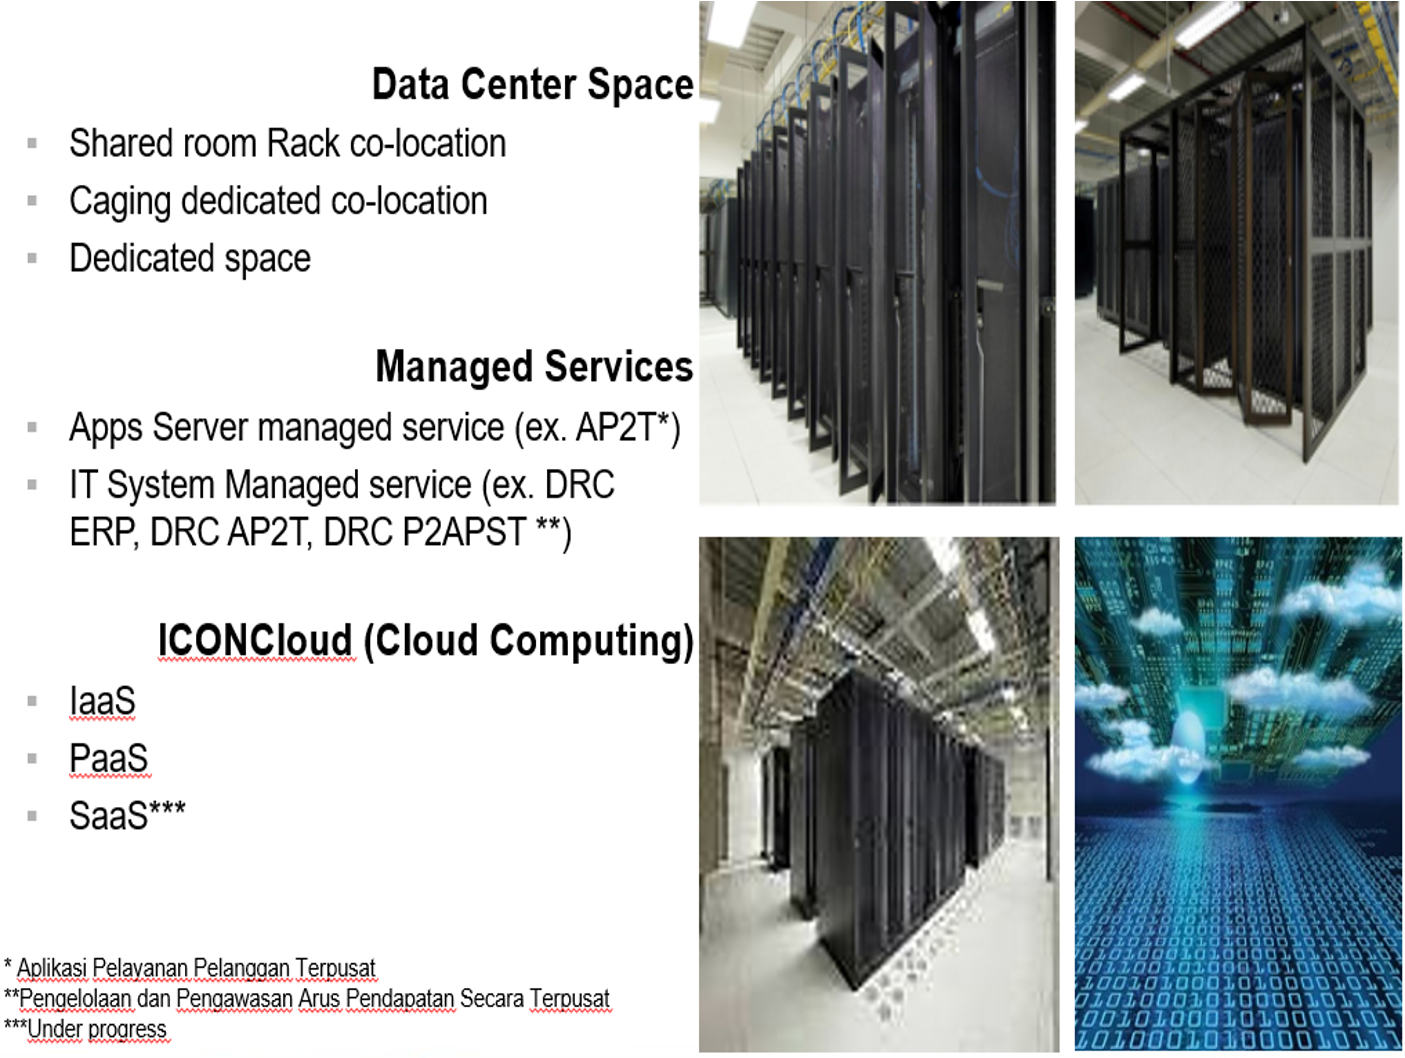 Data Center Space
▪ Shared room Rack co-location
▪ Caging dedicated co-location
▪ Dedicated space
Managed Services
▪ Apps Server managed service (ex. AP2T*)
▪ IT System Managed service (ex. DRC
ERP, DRC AP2T, DRC P2APST **)
ICONCloud (Cloud Computing)
▪ IaaS
▪ PaaS
▪ SaaS***
* Aplikasi Pelayanan Pelanggan Terpusat
**Pengelolaan dan Pengawasan Arus Pendapatan Secara Terpusat
***Under progress